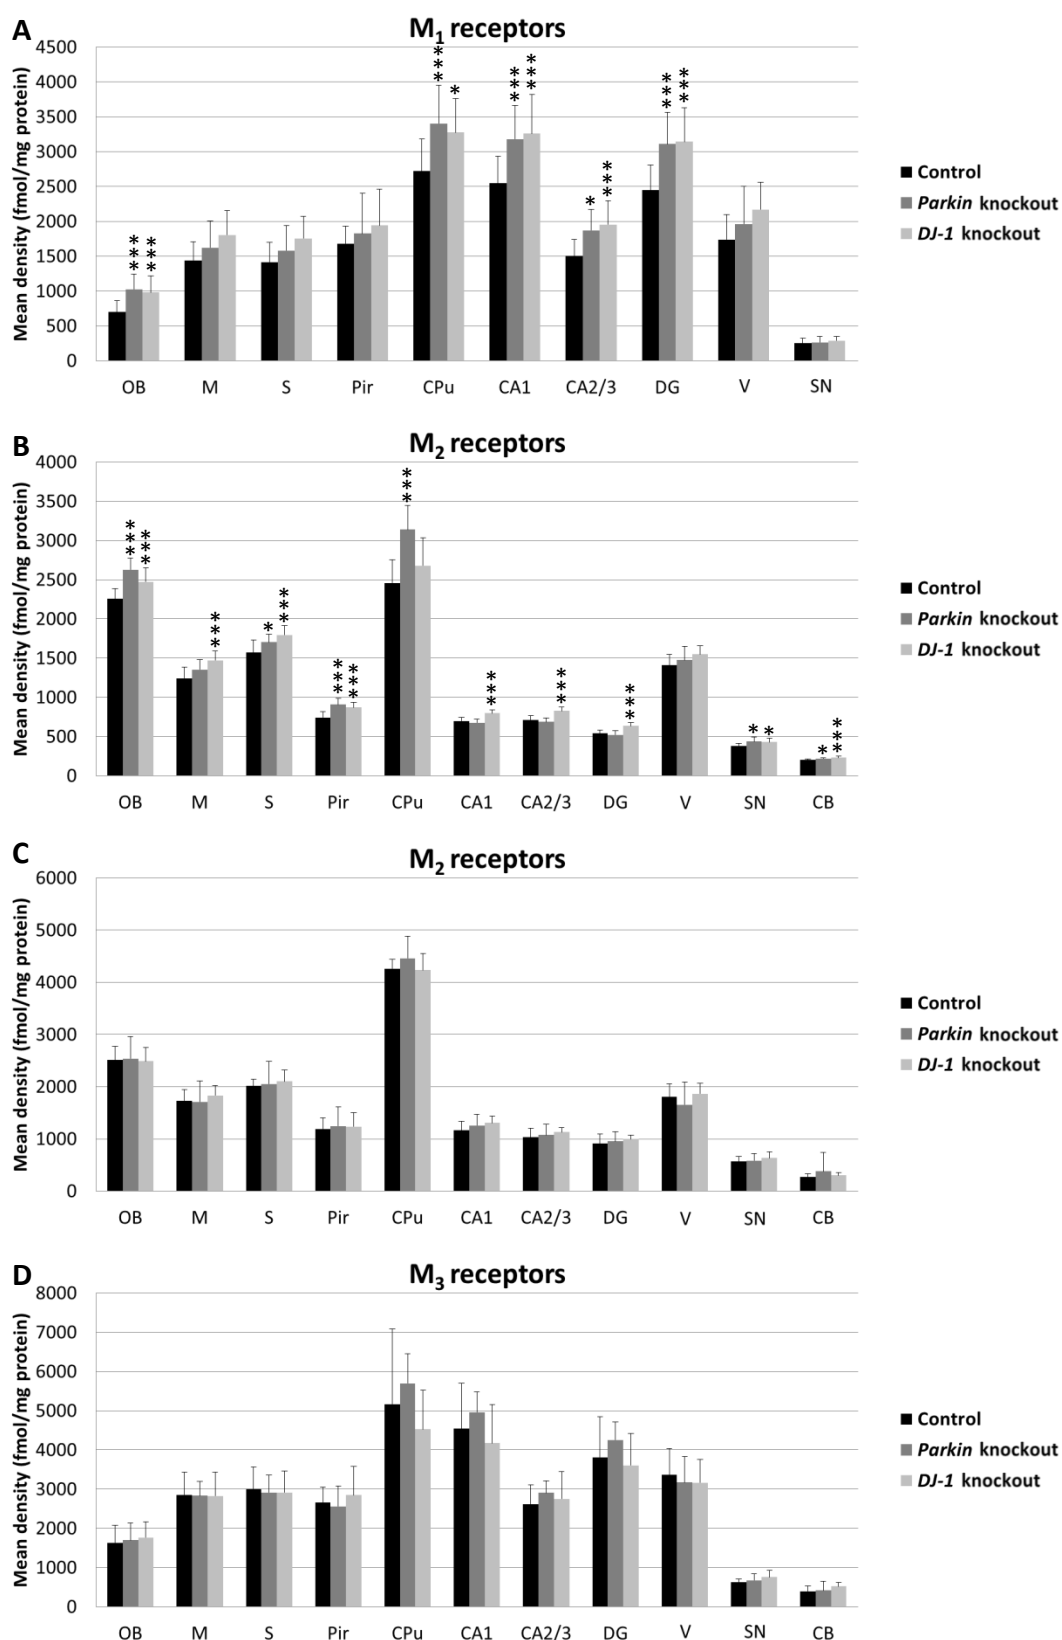 A
M₁ receptors
Mean density (fmol/mg protein)
4500
4000
3500
3000
2500
2000
1500
1000
500
0
*** *** *** * *** *** * *** *** ***
OB M S Pir CPu CA1 CA2/3 DG V SN
Control
Parkin knockout
DJ-1 knockout
B
M₂ receptors
Mean density (fmol/mg protein)
4000
3500
3000
2500
2000
1500
1000
500
0
*** *** *** * *** *** *** *** *** *** *** * * * ***
OB M S Pir CPu CA1 CA2/3 DG V SN CB
Control
Parkin knockout
DJ-1 knockout
C
M₂ receptors
Mean density (fmol/mg protein)
6000
5000
4000
3000
2000
1000
0
OB M S Pir CPu CA1 CA2/3 DG V SN CB
Control
Parkin knockout
DJ-1 knockout
D
M₃ receptors
Mean density (fmol/mg protein)
8000
7000
6000
5000
4000
3000
2000
1000
0
OB M S Pir CPu CA1 CA2/3 DG V SN CB
Control
Parkin knockout
DJ-1 knockout